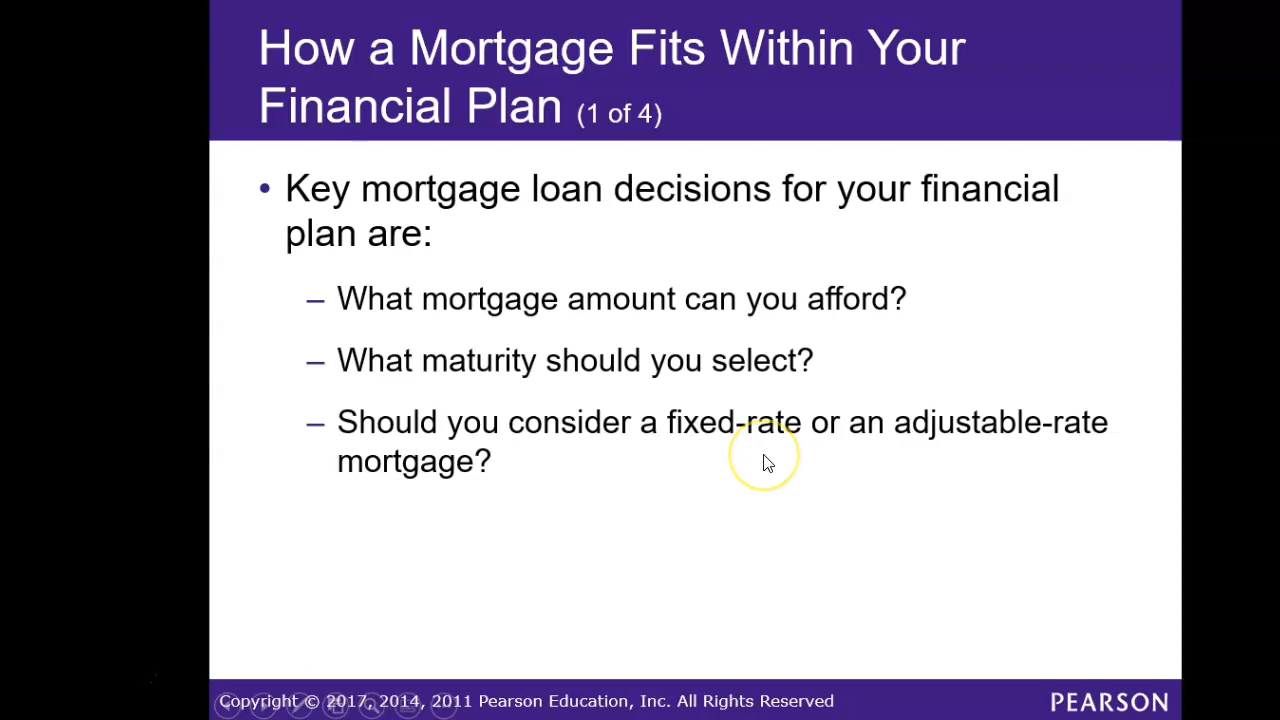 How a Mortgage Fits Within Your
Financial Plan (1 of 4)
• Key mortgage loan decisions for your financial
plan are:
– What mortgage amount can you afford?
– What maturity should you select?
– Should you consider a fixed-rate or an adjustable-rate
mortgage?
Copyright © 2017, 2014, 2011 Pearson Education, Inc. All Rights Reserved
PEARSON